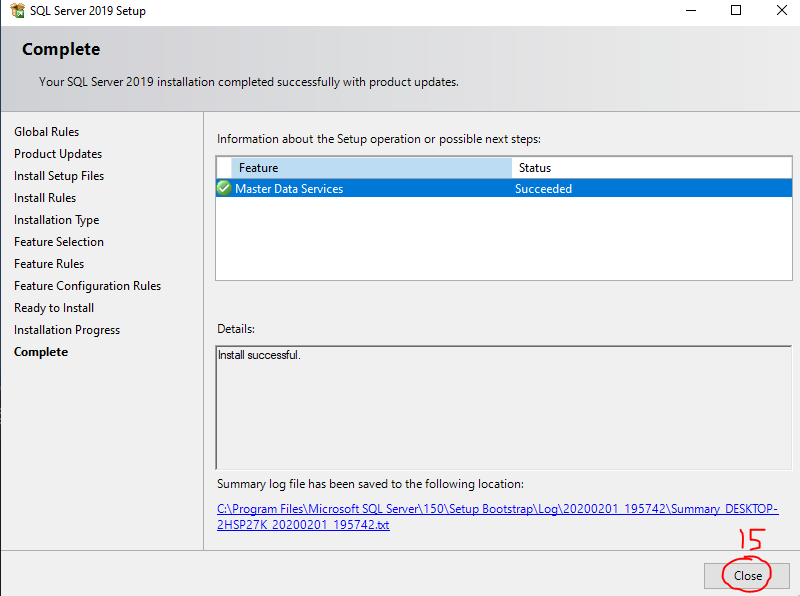 SQL Server 2019 Setup
Complete
Your SQL Server 2019 installation completed successfully with product updates.
Global Rules
Product Updates
Install Setup Files
Install Rules
Installation Type
Feature Selection
Feature Rules
Feature Configuration Rules
Ready to Install
Installation Progress
Complete
Information about the Setup operation or possible next steps:
Feature Status
Master Data Services Succeeded
Details:
Install successful.
Summary log file has been saved to the following location:
C:\Program Files\Microsoft SQL Server\150\Setup Bootstrap\Log\20200201_195742\Summary_DESKTOP-
2HSP27K_20200201_195742.txt
15
Close